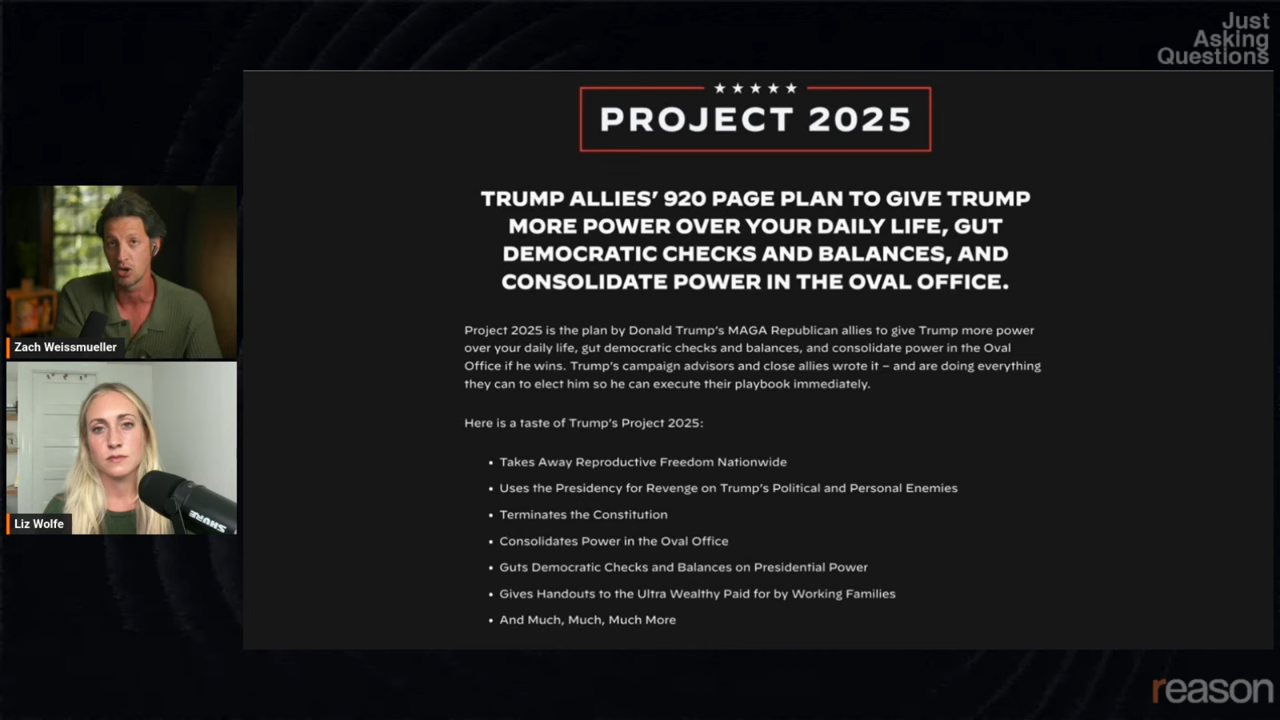 Just
Asking
Questions
★★★★★
PROJECT 2025
TRUMP ALLIES’ 920 PAGE PLAN TO GIVE TRUMP
MORE POWER OVER YOUR DAILY LIFE, GUT
DEMOCRATIC CHECKS AND BALANCES, AND
CONSOLIDATE POWER IN THE OVAL OFFICE.
Project 2025 is the plan by Donald Trump’s MAGA Republican allies to give Trump more power
over your daily life, gut democratic checks and balances, and consolidate power in the Oval
Office if he wins. Trump’s campaign advisors and close allies wrote it – and are doing everything
they can to elect him so he can execute their playbook immediately.
Here is a taste of Trump’s Project 2025:
• Takes Away Reproductive Freedom Nationwide
• Uses the Presidency for Revenge on Trump’s Political and Personal Enemies
• Terminates the Constitution
• Consolidates Power in the Oval Office
• Guts Democratic Checks and Balances on Presidential Power
• Gives Handouts to the Ultra Wealthy Paid for by Working Families
• And Much, Much, Much More
Zach Weissmueller
SHURE
Liz Wolfe
reason